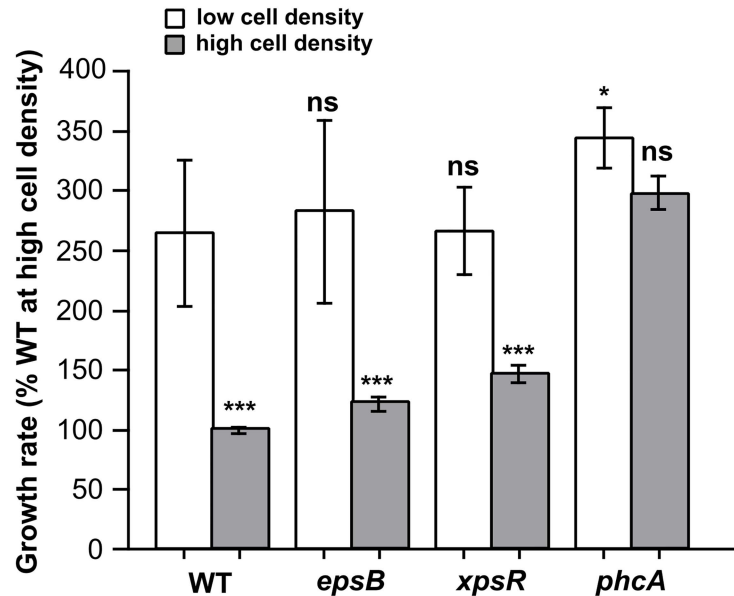 low cell density
high cell density
Growth rate (% WT at high cell density)
400
350
300
250
200
150
100
50
0
ns
ns
*
ns
***
***
***
WT epsB xpsR phcA